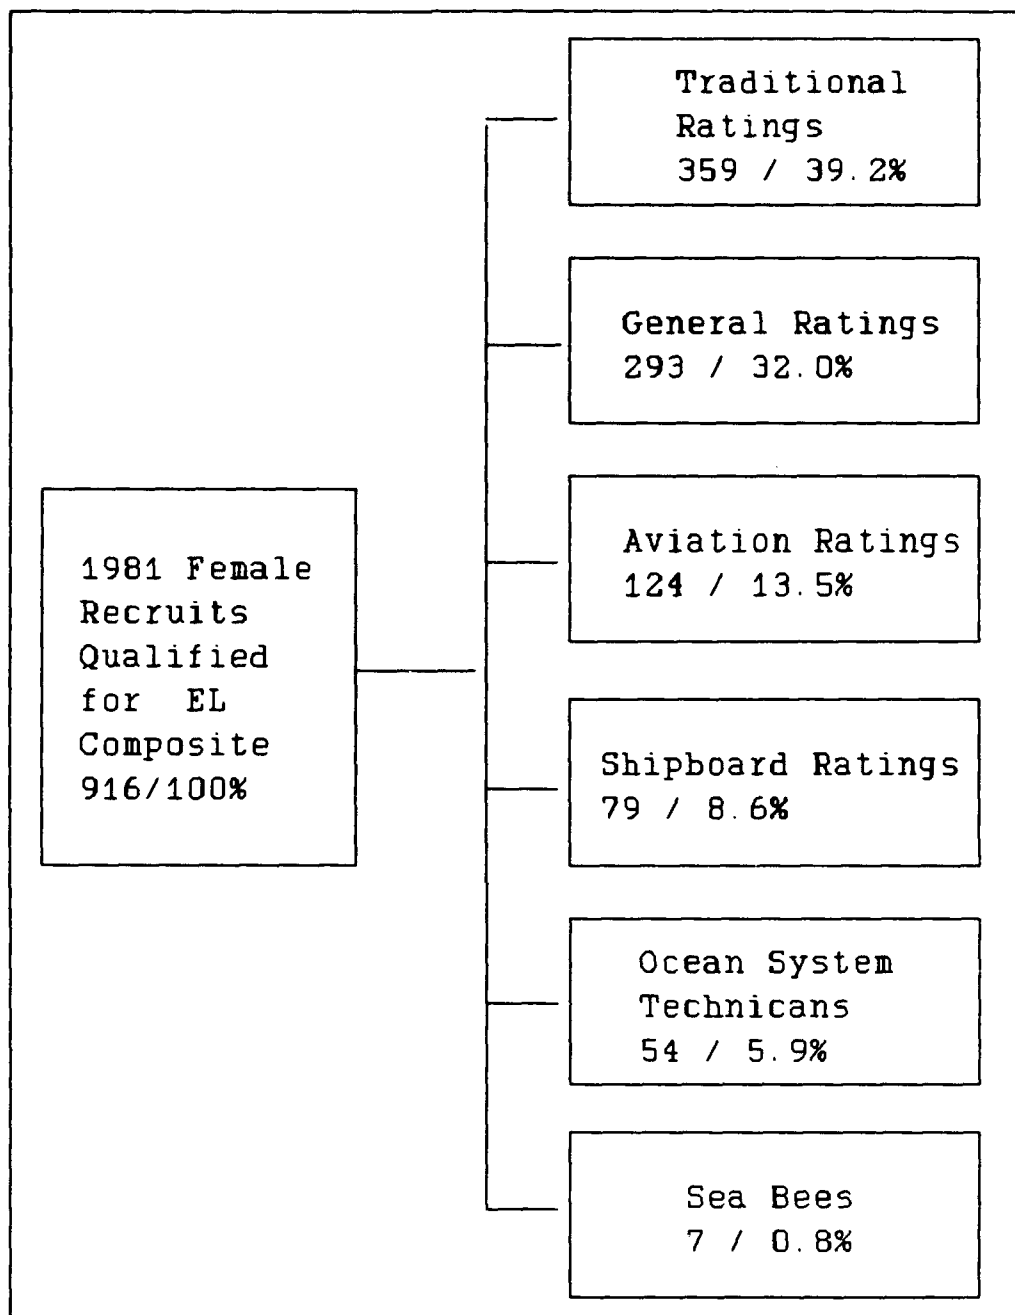 Traditional
Ratings
359 / 39.2%
General Ratings
293 / 32.0%
Aviation Ratings
124 / 13.5%
1981 Female
Recruits
Qualified
for EL
Composite
916/100%
Shipboard Ratings
79 / 8.6%
Ocean System
Technicans
54 / 5.9%
Sea Bees
7 / 0.8%